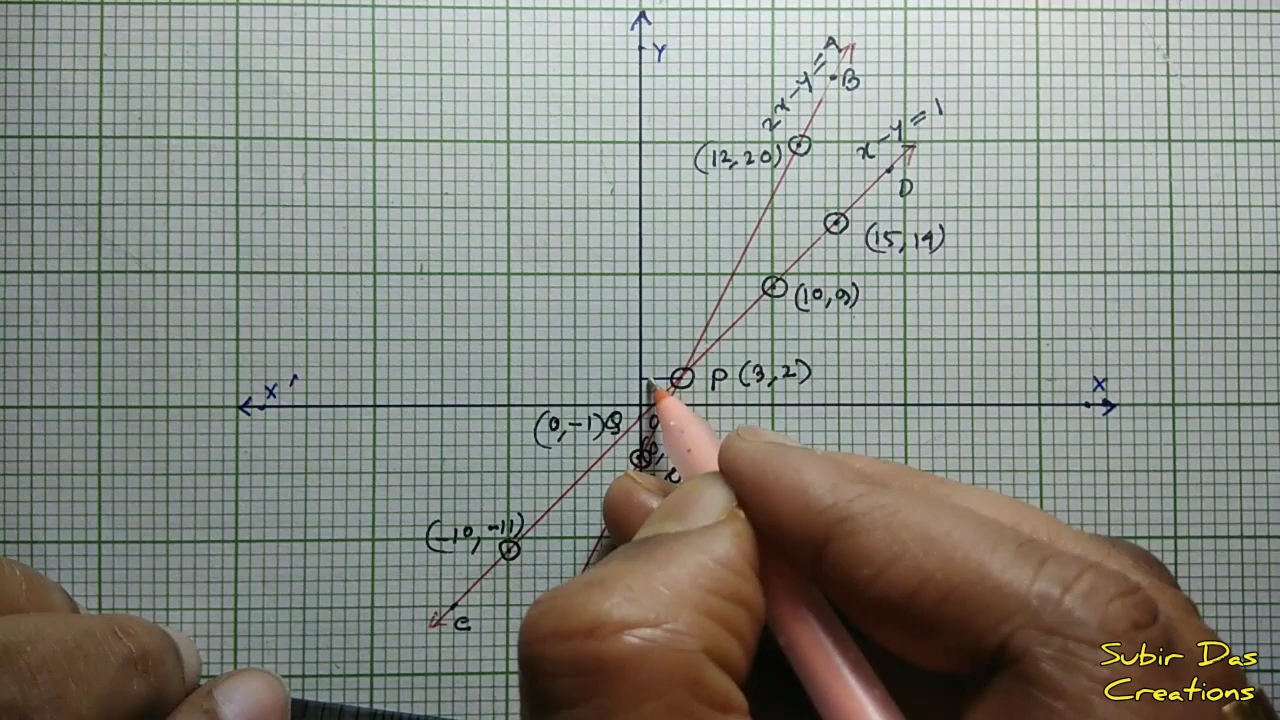 Y
2x-y=4
B
x-y=1
(12,20)
D
(15,14)
(10,9)
P(3,2)
X'
X
(0,-1)Q
(-10,-11)
C
Subir Das
Creations